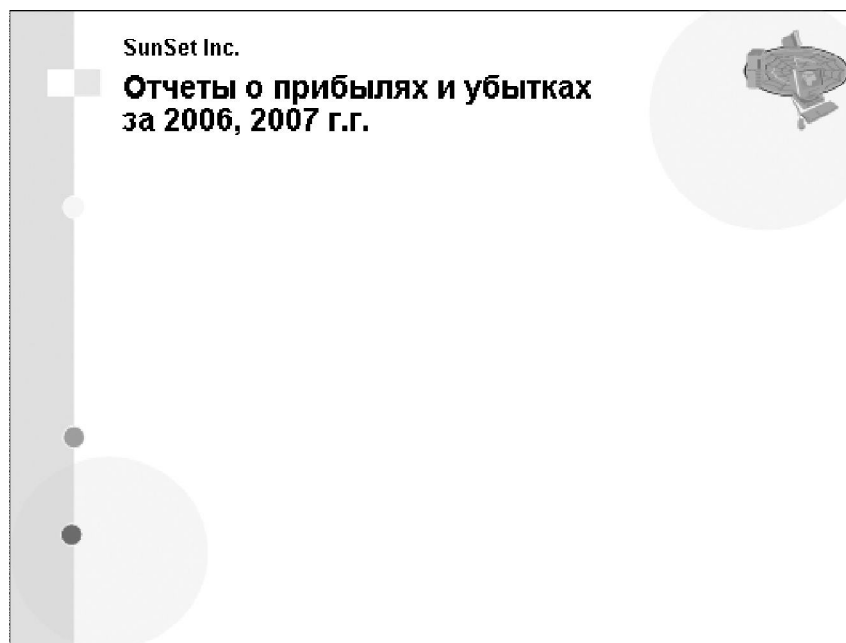 SunSet Inc.
Отчеты о прибылях и убытках
за 2006, 2007 г.г.